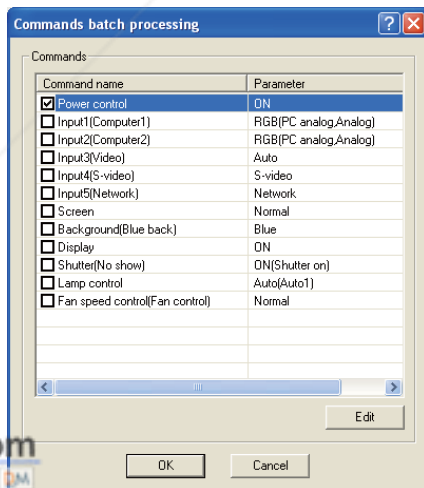 Commands batch processing
Commands
Command name Parameter
Power control ON
Input1(Computer1) RGB(PC analog,Analog)
Input2(Computer2) RGB(PC analog,Analog)
Input3(Video) Auto
Input4(S-video) S-video
Input5(Network) Network
Screen Normal
Background(Blue back) Blue
Display ON
Shutter(No show) ON(Shutter on)
Lamp control Auto(Auto1)
Fan speed control(Fan control) Normal
Edit
om
OK Cancel